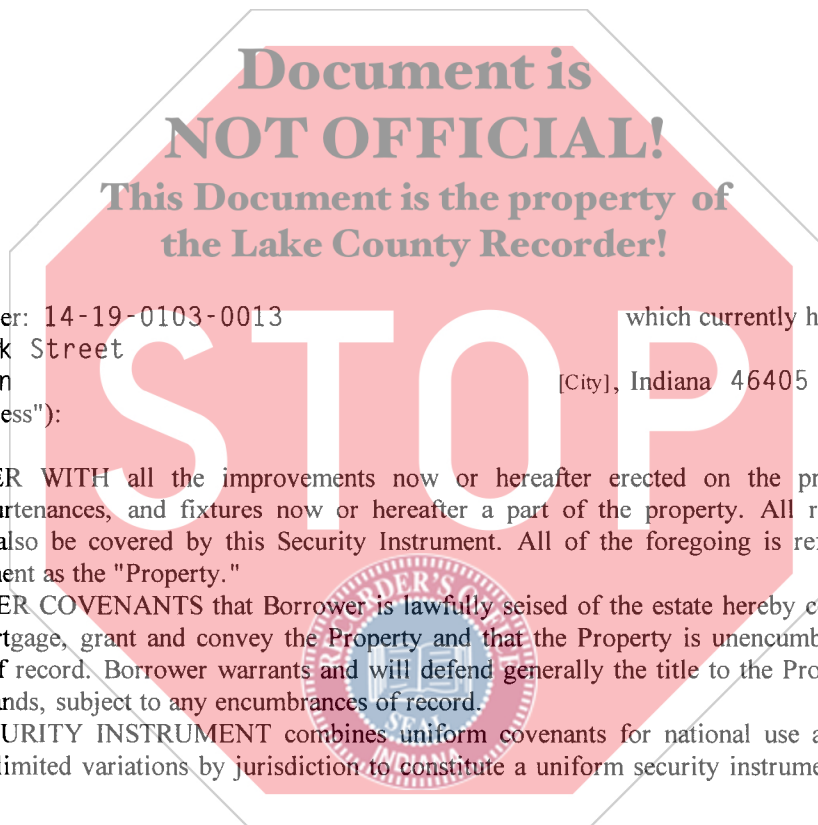 Document is
NOT OFFICIAL!
This Document is the property of
the Lake County Recorder!
STOP
er: 14-19-0103-0013 which currently h
k Street
n [City], Indiana 46405
ess"):
ER WITH all the improvements now or hereafter erected on the pr
urtenances, and fixtures now or hereafter a part of the property. All r
also be covered by this Security Instrument. All of the foregoing is re
ent as the "Property."
ER COVENANTS that Borrower is lawfully seised of the estate hereby c
rtgage, grant and convey the Property and that the Property is unencumb
f record. Borrower warrants and will defend generally the title to the Pro
nds, subject to any encumbrances of record.
URITY INSTRUMENT combines uniform covenants for national use a
limited variations by jurisdiction to constitute a uniform security instrume
RECORDER'S
SEAL
INDIANA